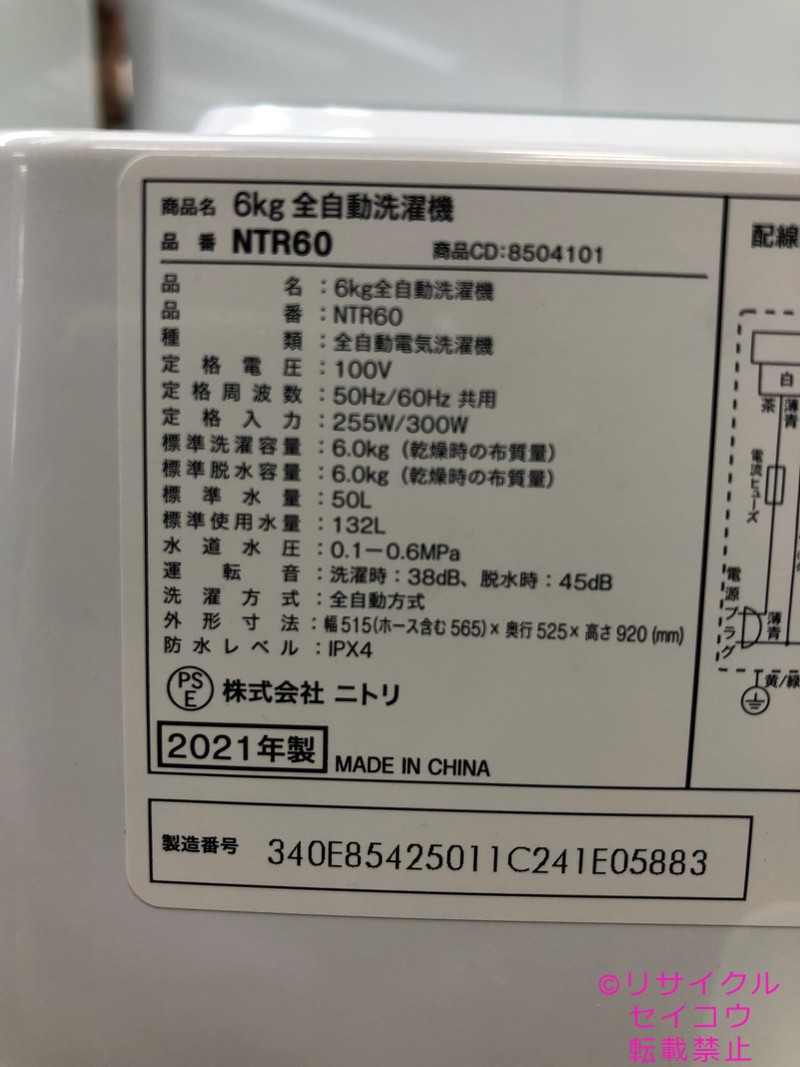 商品名 6kg 全自動洗濯機
品番 NTR60 商品CD:8504101
品名：6kg全自動洗濯機
品番：NTR60
種類：全自動電気洗濯機
定格電圧：100V
定格周波数：50Hz/60Hz 共用
定格入力：255W/300W
標準洗濯容量：6.0kg（乾燥時の布質量）
標準脱水容量：6.0kg（乾燥時の布質量）
標準水量：50L
標準使用水量：132L
水道水圧：0.1－0.6MPa
運転音：洗濯時：38dB、脱水時：45dB
洗濯方式：全自動方式
外形寸法：幅515(ホース含む565)×奥行525×高さ920(mm)
防水レベル：IPX4
PSE 株式会社 ニトリ
2021年製 MADE IN CHINA
製造番号 340E85425011C241E05883
配線
白
茶
薄青
電流ヒューズ
電源プラグ
薄青
黄/緑
©リサイクル
セイコウ
転載禁止